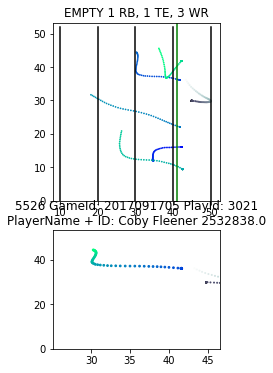 EMPTY 1 RB, 1 TE, 3 WR
50
40
30
20
10
0
10 20 30 40 50
5526 GameId: 2017091705 PlayId: 3021
PlayerName + ID: Coby Fleener 2532838.0
40
20
0
30 35 40 45